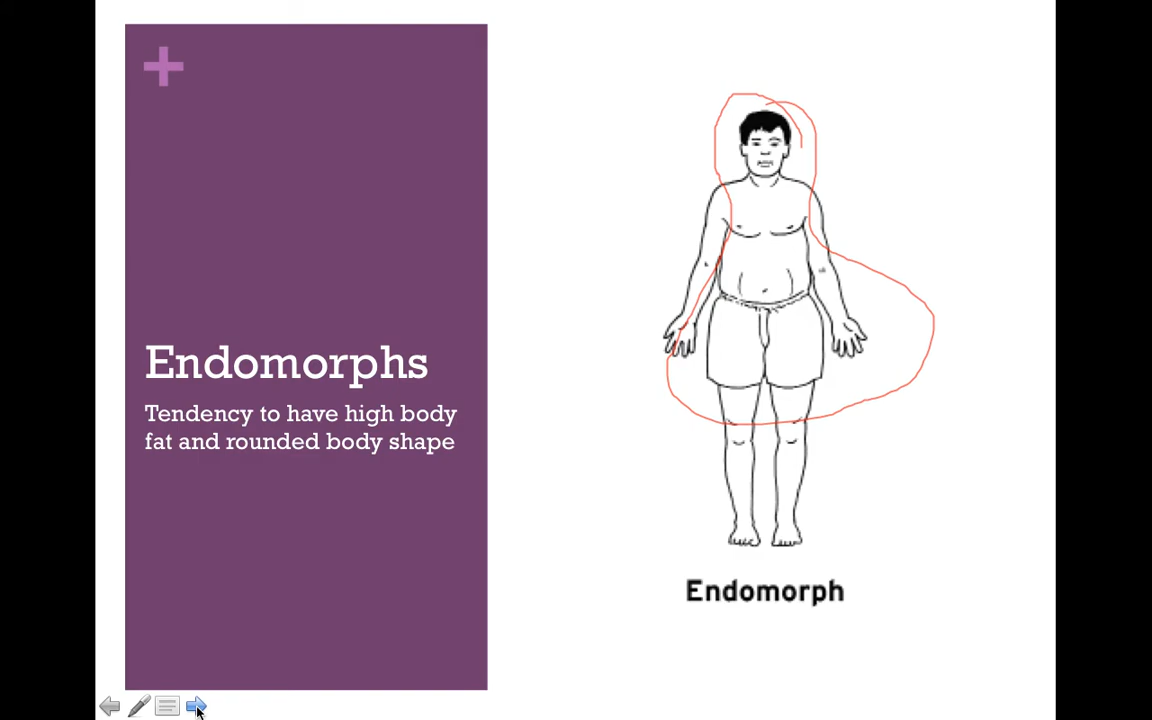 +
Endomorphs
Tendency to have high body
fat and rounded body shape
Endomorph